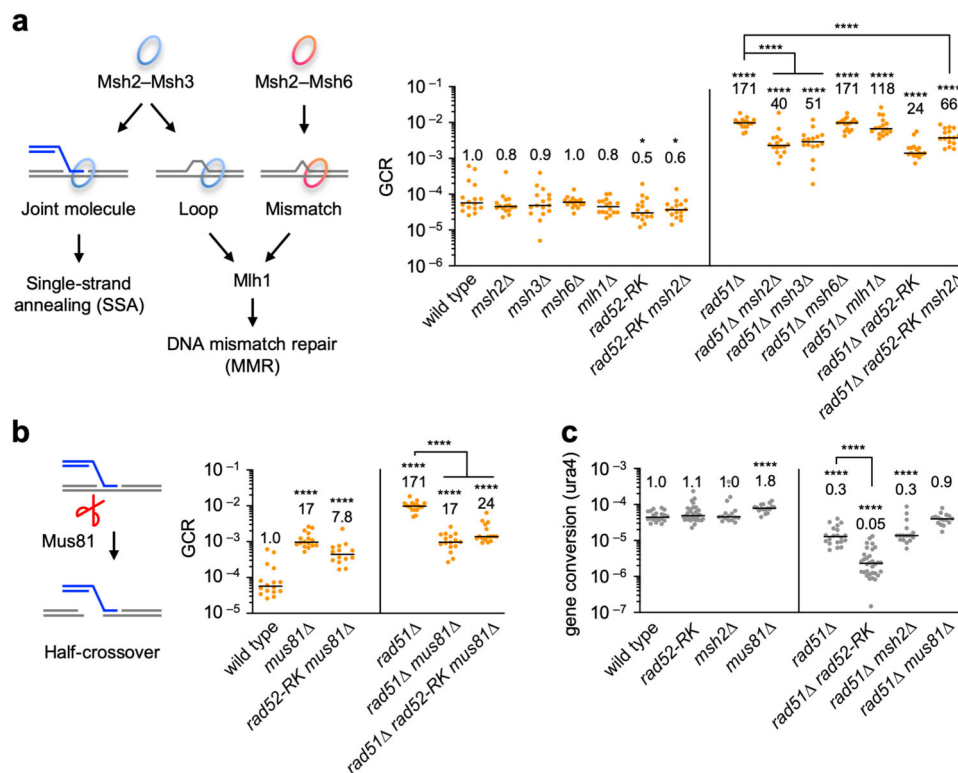 a
Msh2–Msh3
Msh2–Msh6
Joint molecule
Loop
Mismatch
Single-strand
annealing (SSA)
Mlh1
DNA mismatch repair
(MMR)
GCR
10⁻¹
10⁻²
10⁻³
10⁻⁴
10⁻⁵
10⁻⁶
1.0
0.8
0.9
1.0
0.8
*
0.5
*
0.6
****
****
****
171
****
40
****
51
****
171
****
118
****
24
****
66
wild type
msh2Δ
msh3Δ
msh6Δ
mlh1Δ
rad52-RK
rad52-RK msh2Δ
rad51Δ
rad51Δ msh2Δ
rad51Δ msh3Δ
rad51Δ msh6Δ
rad51Δ mlh1Δ
rad51Δ rad52-RK
rad51Δ rad52-RK msh2Δ
b
Mus81
Half-crossover
GCR
10⁻¹
10⁻²
10⁻³
10⁻⁴
10⁻⁵
1.0
****
17
****
7.8
****
****
171
****
17
****
24
wild type
mus81Δ
rad52-RK mus81Δ
rad51Δ
rad51Δ mus81Δ
rad51Δ rad52-RK mus81Δ
c
gene conversion (ura4)
10⁻³
10⁻⁴
10⁻⁵
10⁻⁶
10⁻⁷
1.0
1.1
1.0
****
1.8
****
****
0.3
****
0.05
****
0.3
0.9
wild type
rad52-RK
msh2Δ
mus81Δ
rad51Δ
rad51Δ rad52-RK
rad51Δ msh2Δ
rad51Δ mus81Δ